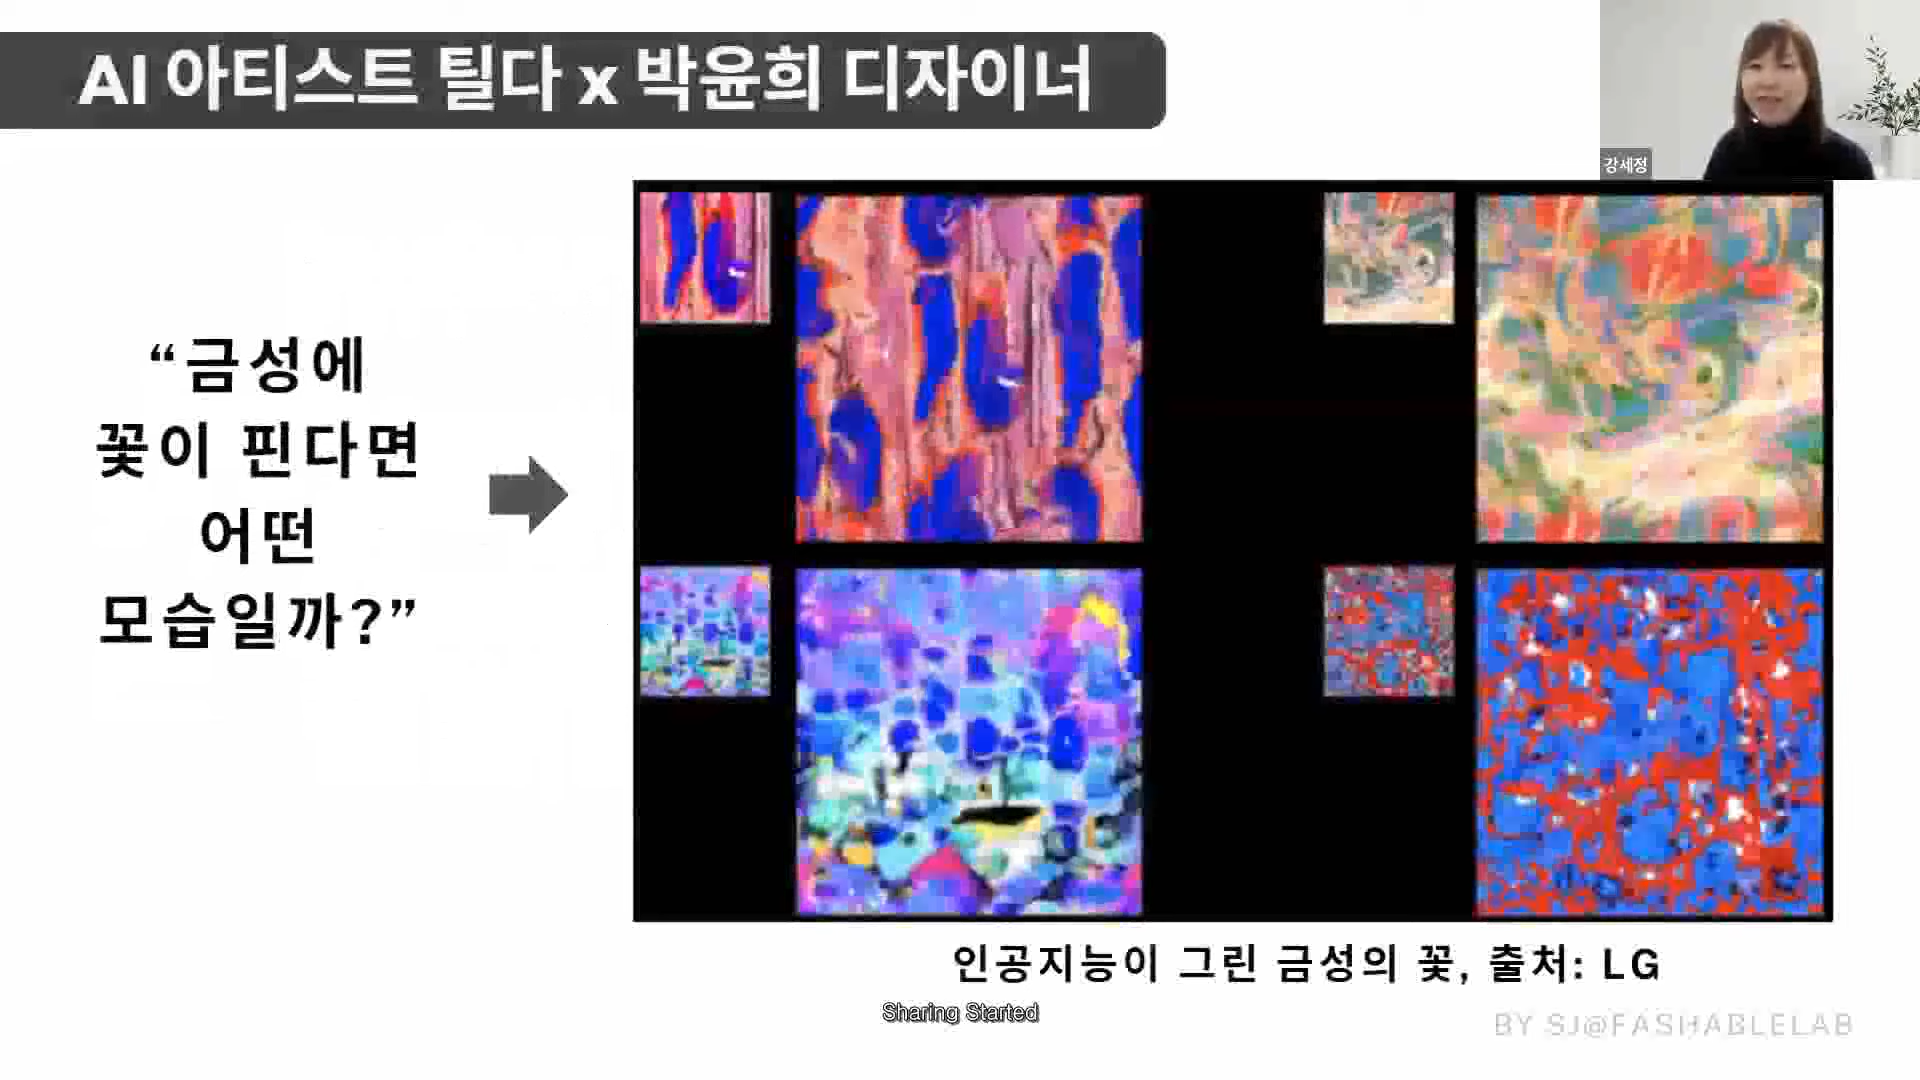 AI 아티스트 틸다 x 박윤희 디자이너
강세정
“금성에
꽃이 핀다면
어떤
모습일까?”
인공지능이 그린 금성의 꽃, 출처: LG
Sharing Started
BY SJ@FASHABLELAB